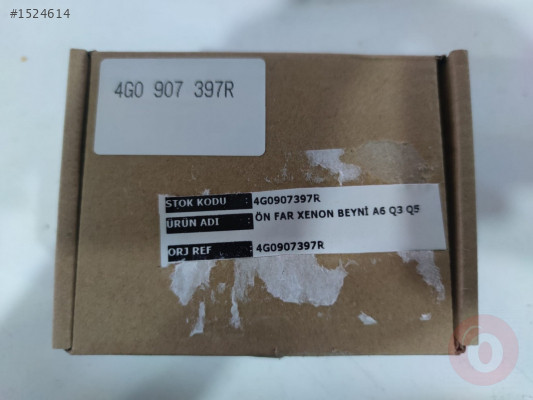 #1524614
4G0 907 397R
STOK KODU : 4G0907397R
ÜRÜN ADI : ÖN FAR XENON BEYNİ A6 Q3 Q5
ORJ REF : 4G0907397R